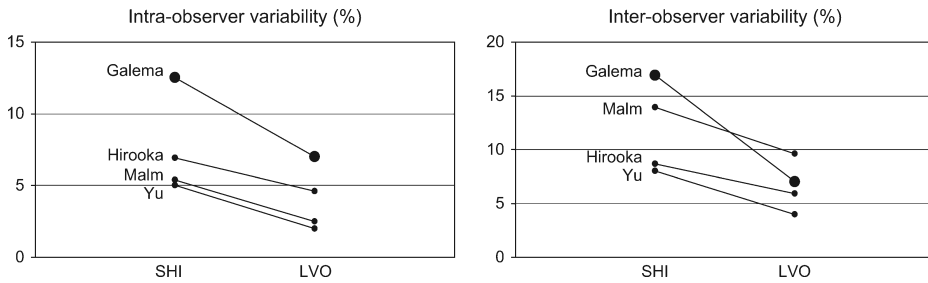 Intra-observer variability (%)
15
10
5
0
Galema
Hirooka
Malm
Yu
SHI
LVO
Inter-observer variability (%)
20
15
10
5
0
Galema
Malm
Hirooka
Yu
SHI
LVO